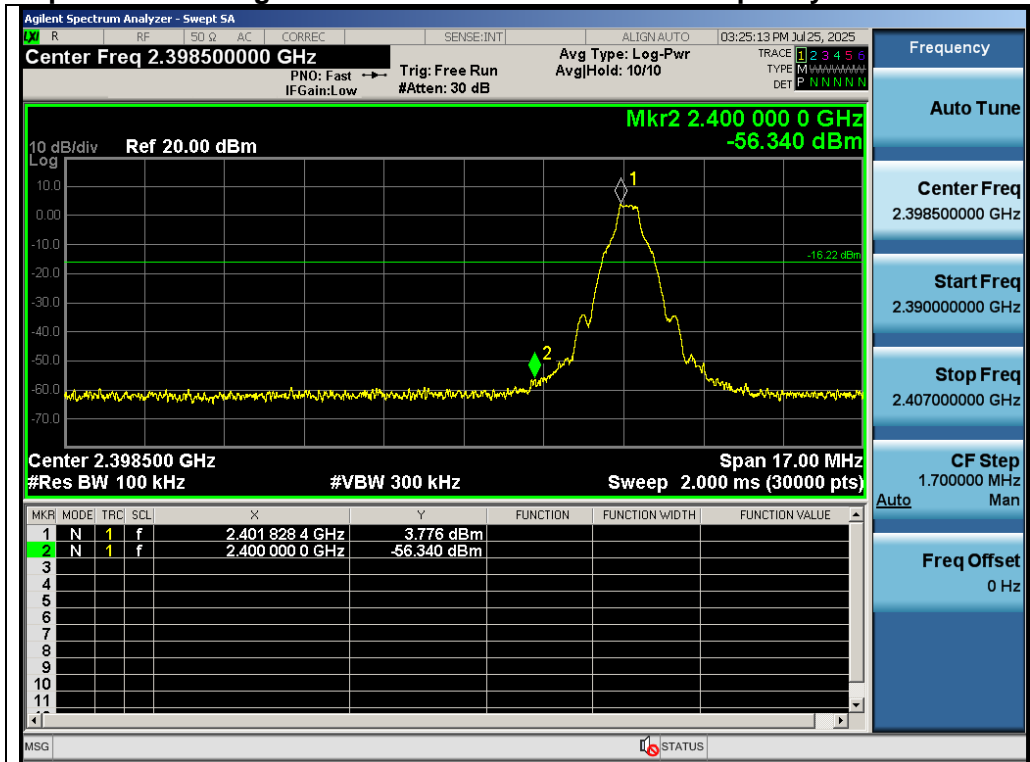 Agilent Spectrum Analyzer - Swept SA
LXI R RF 50 Ω AC CORREC SENSE:INT ALIGN AUTO 03:25:13 PM Jul 25, 2025
Center Freq 2.398500000 GHz
PNO: Fast
IFGain:Low
Trig: Free Run
#Atten: 30 dB
Avg Type: Log-Pwr
Avg|Hold: 10/10
TRACE 1 2 3 4 5 6
TYPE M
DET P N N N N N
Mkr2 2.400 000 0 GHz
-56.340 dBm
10 dB/div Ref 20.00 dBm
Log
10.0
0.00
-10.0
-20.0
-30.0
-40.0
-50.0
-60.0
-70.0
1
-16.22 dBm
2
Center 2.398500 GHz Span 17.00 MHz
#Res BW 100 kHz #VBW 300 kHz Sweep 2.000 ms (30000 pts)
MKR MODE TRC SCL X Y FUNCTION FUNCTION WIDTH FUNCTION VALUE
1 N 1 f 2.401 828 4 GHz 3.776 dBm
2 N 1 f 2.400 000 0 GHz -56.340 dBm
3
4
5
6
7
8
9
10
11
MSG STATUS
Frequency
Auto Tune
Center Freq
2.398500000 GHz
Start Freq
2.390000000 GHz
Stop Freq
2.407000000 GHz
CF Step
1.700000 MHz
Auto Man
Freq Offset
0 Hz